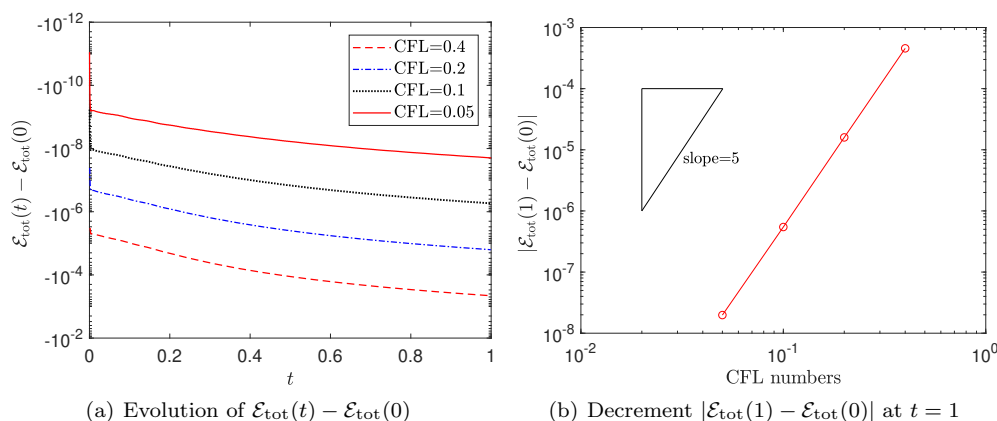 -10^-12
-10^-10
-10^-8
-10^-6
-10^-4
-10^-2
ℰ_tot(t) − ℰ_tot(0)
CFL=0.4
CFL=0.2
CFL=0.1
CFL=0.05
0 0.2 0.4 0.6 0.8 1
t
(a) Evolution of ℰ_tot(t) − ℰ_tot(0)
10^-3
10^-4
10^-5
10^-6
10^-7
10^-8
|ℰ_tot(1) − ℰ_tot(0)|
slope=5
10^-2 10^-1 10^0
CFL numbers
(b) Decrement |ℰ_tot(1) − ℰ_tot(0)| at t = 1